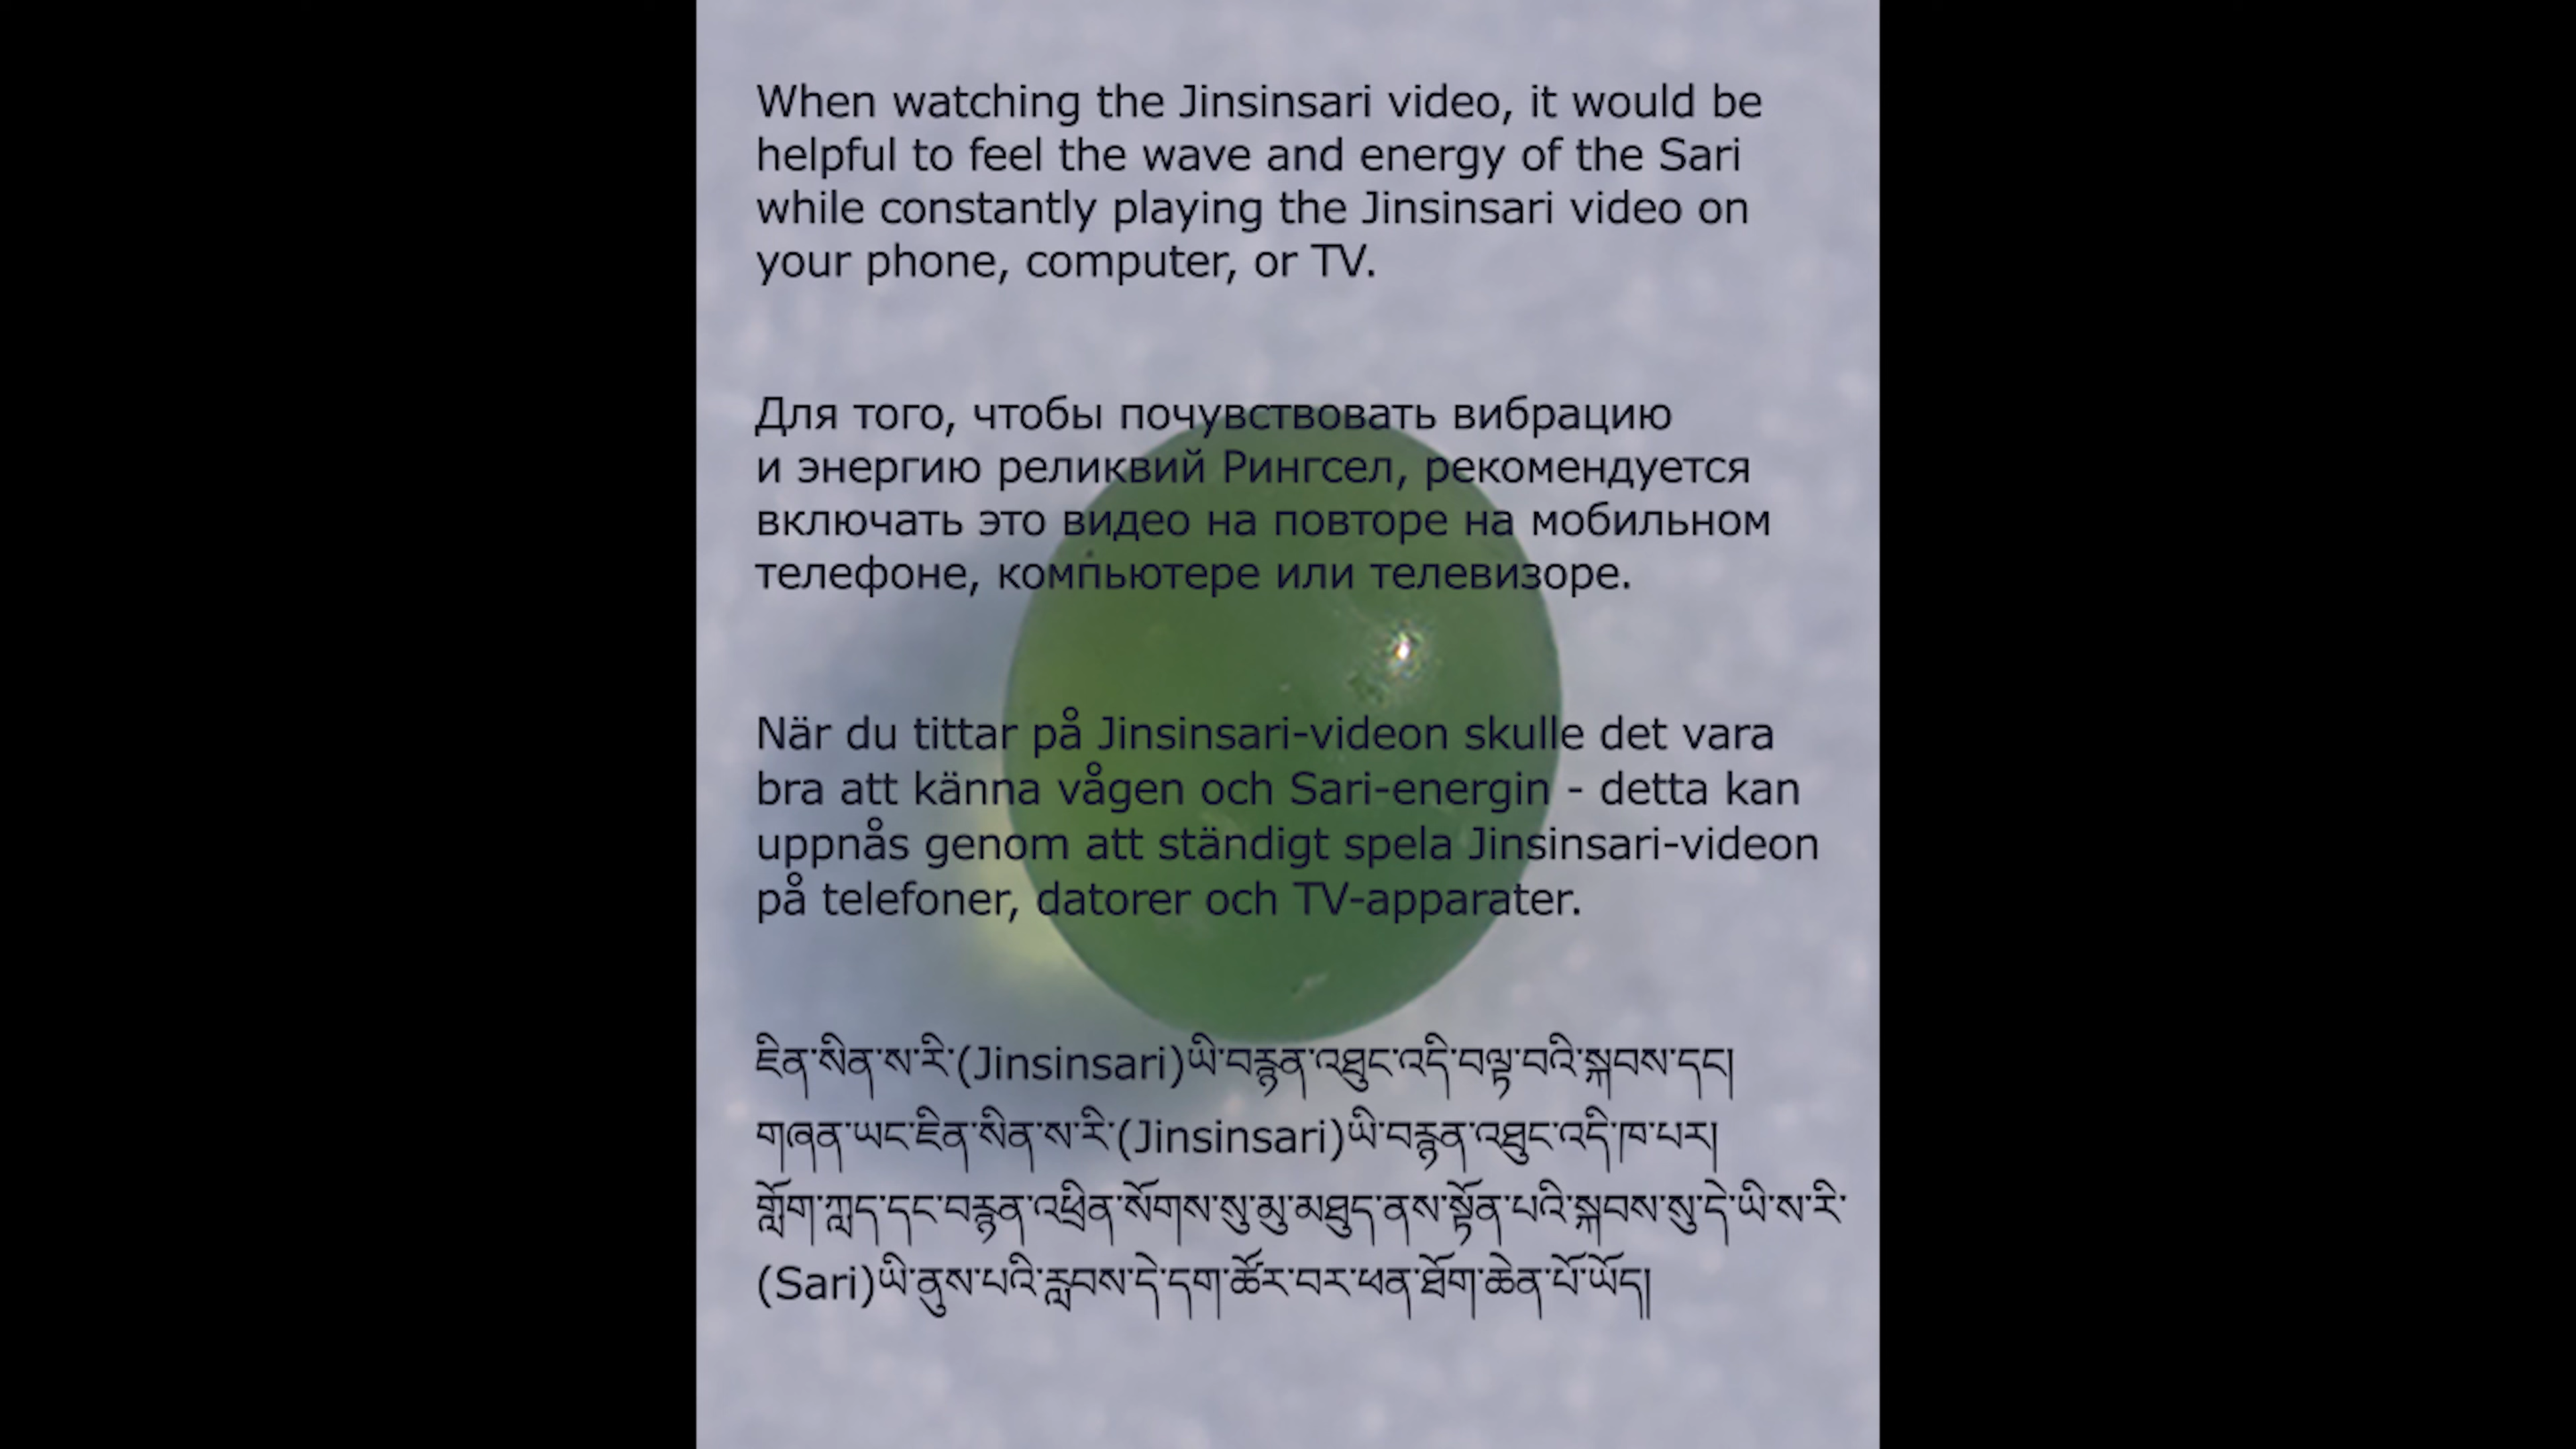 When watching the Jinsinsari video, it would be
helpful to feel the wave and energy of the Sari
while constantly playing the Jinsinsari video on
your phone, computer, or TV.
Для того, чтобы почувствовать вибрацию
и энергию реликвий Рингсел, рекомендуется
включать это видео на повторе на мобильном
телефоне, компьютере или телевизоре.
När du tittar på Jinsinsari-videon skulle det vara
bra att känna vågen och Sari-energin - detta kan
uppnås genom att ständigt spela Jinsinsari-videon
på telefoner, datorer och TV-apparater.
ཇིན་སིན་ས་རི་(Jinsinsari)ཡི་བརྙན་འཐུང་འདི་བལྟ་བའི་སྐབས་དང།
གཞན་ཡང་ཇིན་སིན་ས་རི་(Jinsinsari)ཡི་བརྙན་འཐུང་འདི་ཁ་པར།
གློག་ཀླད་དང་བརྙན་འཕྲིན་སོགས་སུ་མུ་མཐུད་ནས་སྟོན་པའི་སྐབས་སུ་དེ་ཡི་ས་རི་
(Sari)ཡི་ནུས་པའི་རླབས་དེ་དག་ཚོར་བར་ཕན་ཐོག་ཆེན་པོ་ཡོད།